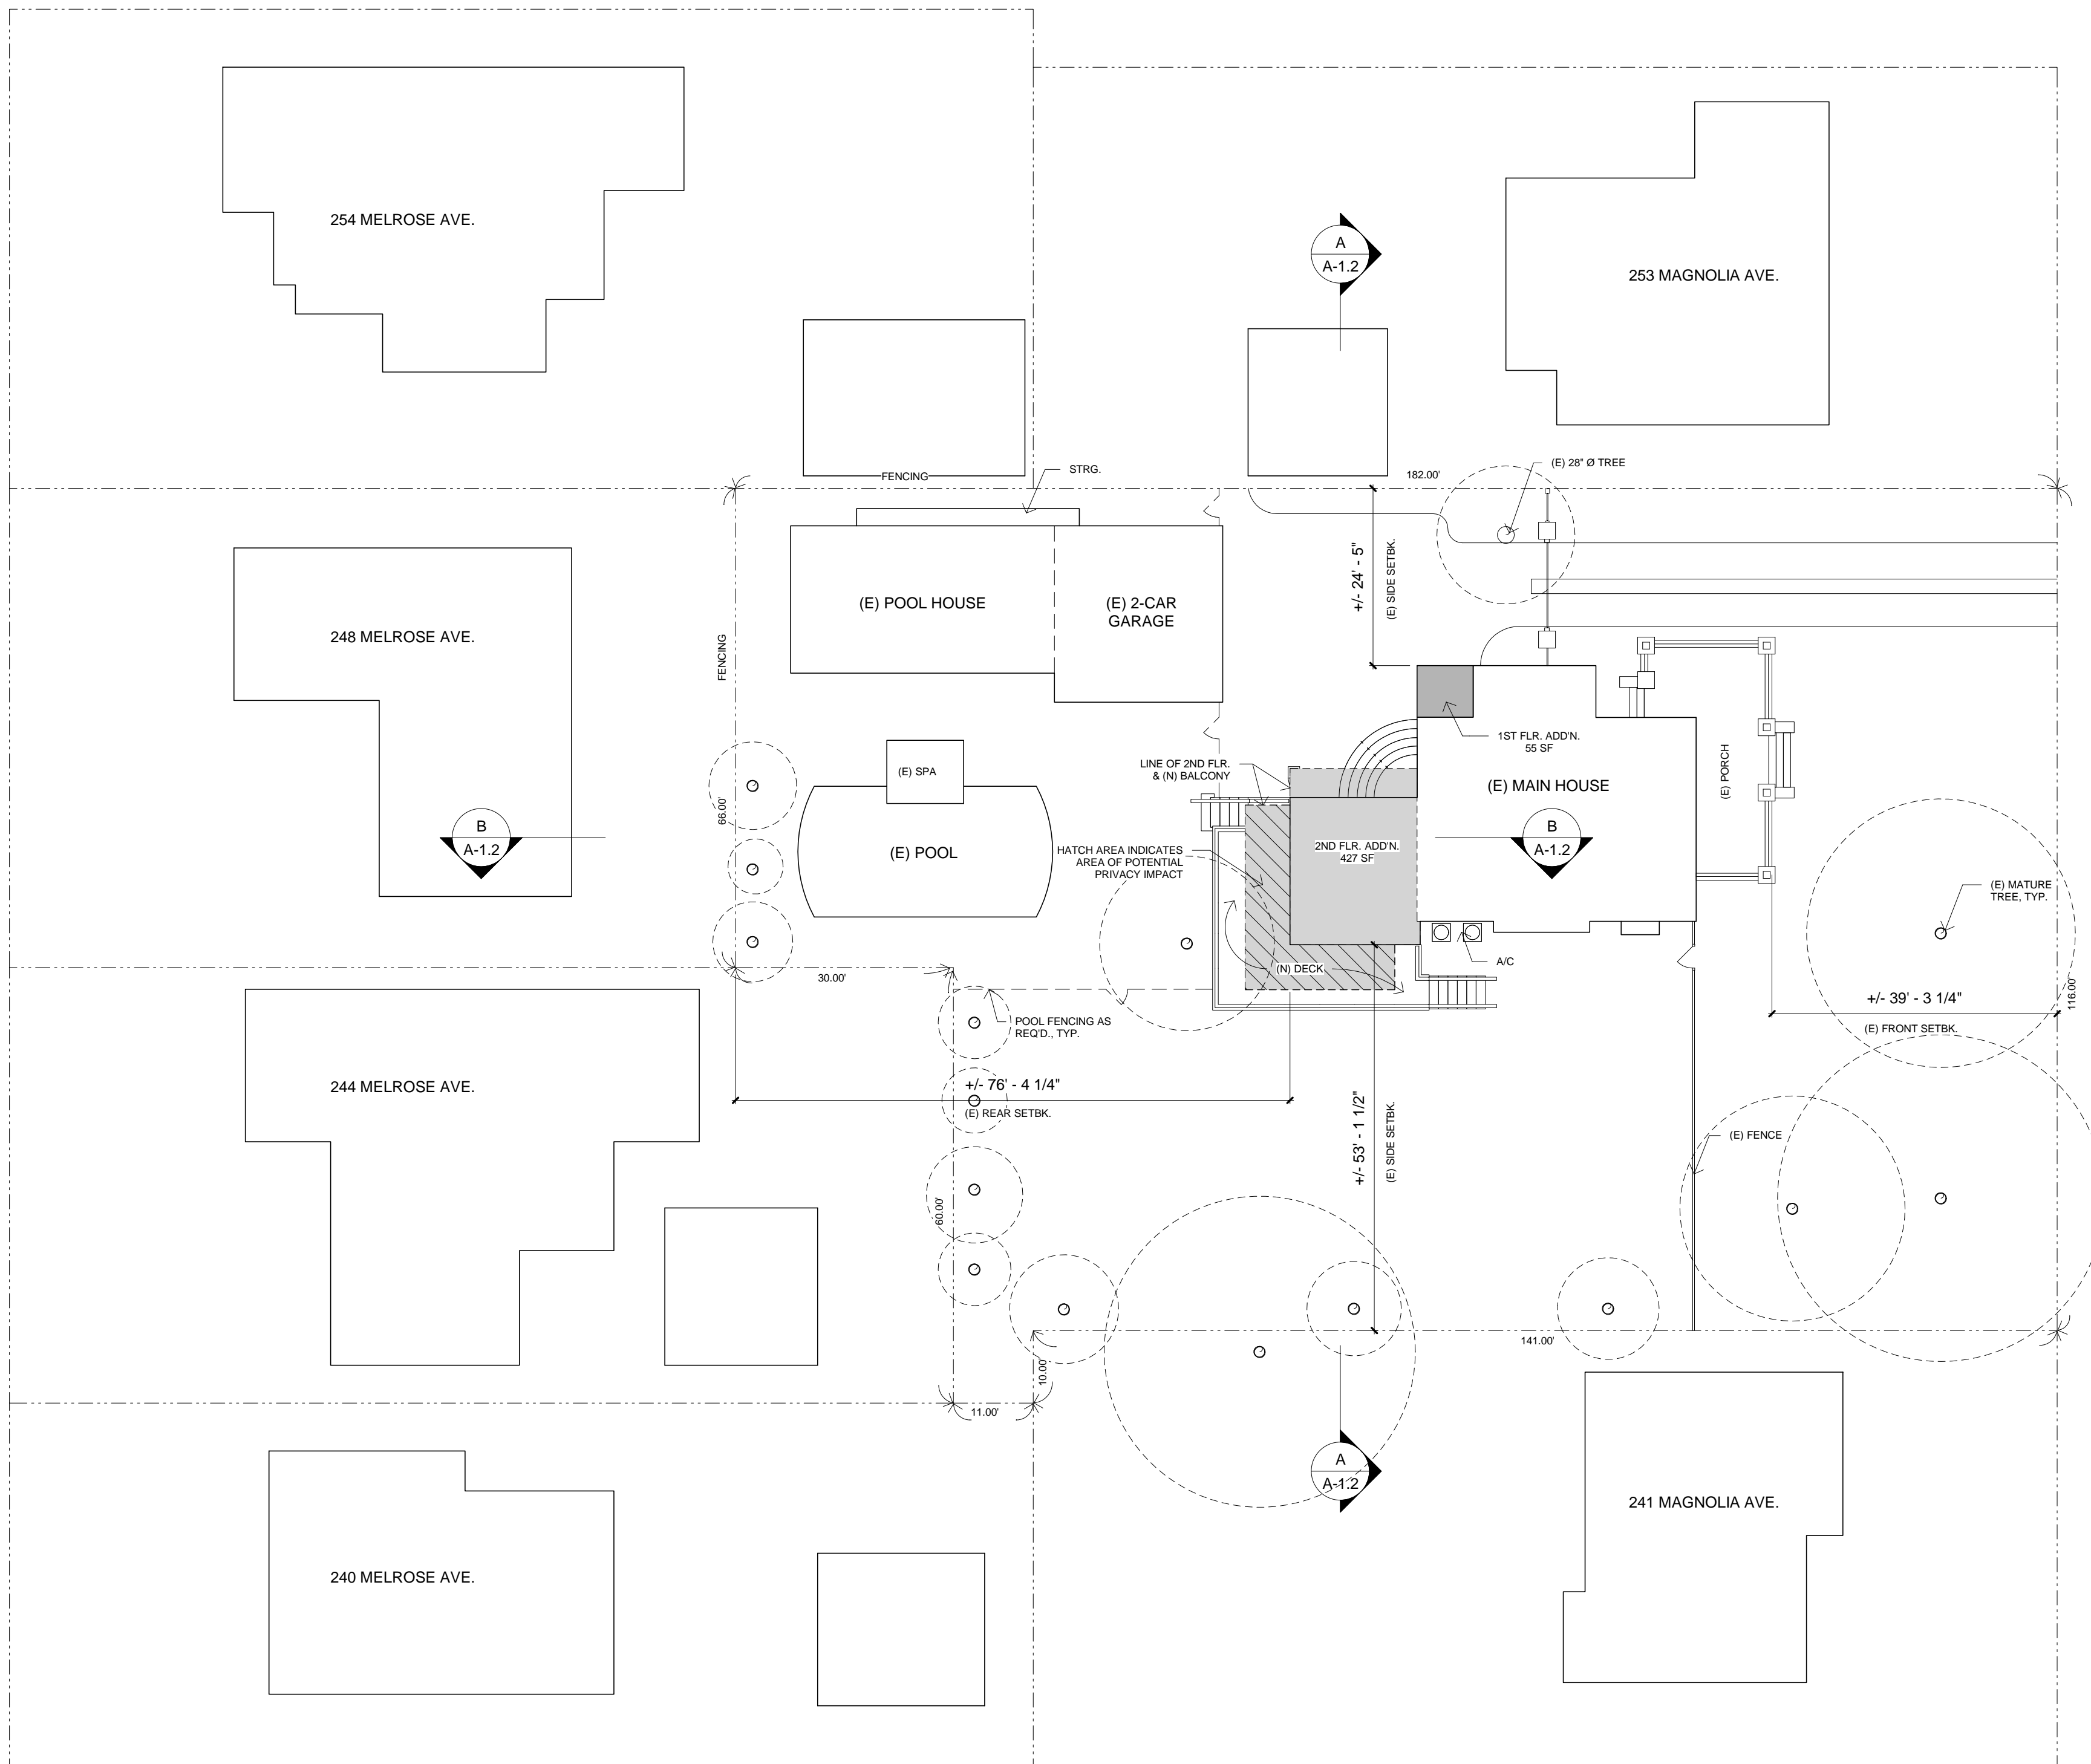 254 MELROSE AVE.
A
A-1.2
253 MAGNOLIA AVE.
FENCING
STRG.
182.00'
(E) 28" Ø TREE
+/- 24' - 5"
(E) SIDE SETBK.
248 MELROSE AVE.
FENCING
(E) POOL HOUSE
(E) 2-CAR
GARAGE
1ST FLR. ADD'N.
55 SF
(E) PORCH
LINE OF 2ND FLR.
& (N) BALCONY
(E) SPA
(E) MAIN HOUSE
66.00'
B
A-1.2
(E) POOL
HATCH AREA INDICATES
AREA OF POTENTIAL
PRIVACY IMPACT
2ND FLR. ADD'N.
427 SF
B
A-1.2
(E) MATURE
TREE, TYP.
A/C
(N) DECK
30.00'
+/- 39' - 3 1/4"
(E) FRONT SETBK.
116.00'
POOL FENCING AS
REQ'D., TYP.
244 MELROSE AVE.
+/- 76' - 4 1/4"
(E) REAR SETBK.
+/- 53' - 1 1/2"
(E) SIDE SETBK.
(E) FENCE
60.00'
141.00'
10.00'
11.00'
A
A-1.2
241 MAGNOLIA AVE.
240 MELROSE AVE.